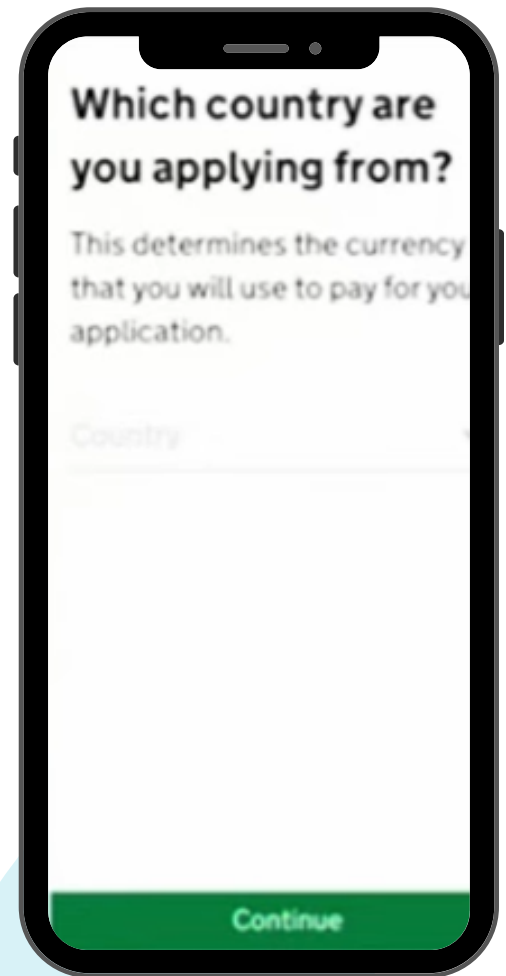 Which country are
you applying from?
This determines the currency
that you will use to pay for you
application.
Country
Continue